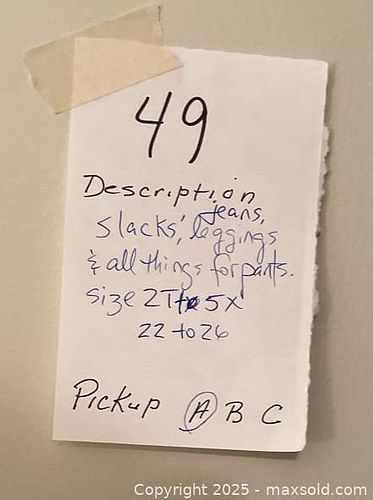 49
Description
jeans,
slacks', leggings
& all things for pants.
size 2 to 5x
22 to 26
Pickup A B C
Copyright 2025 - maxsold.com